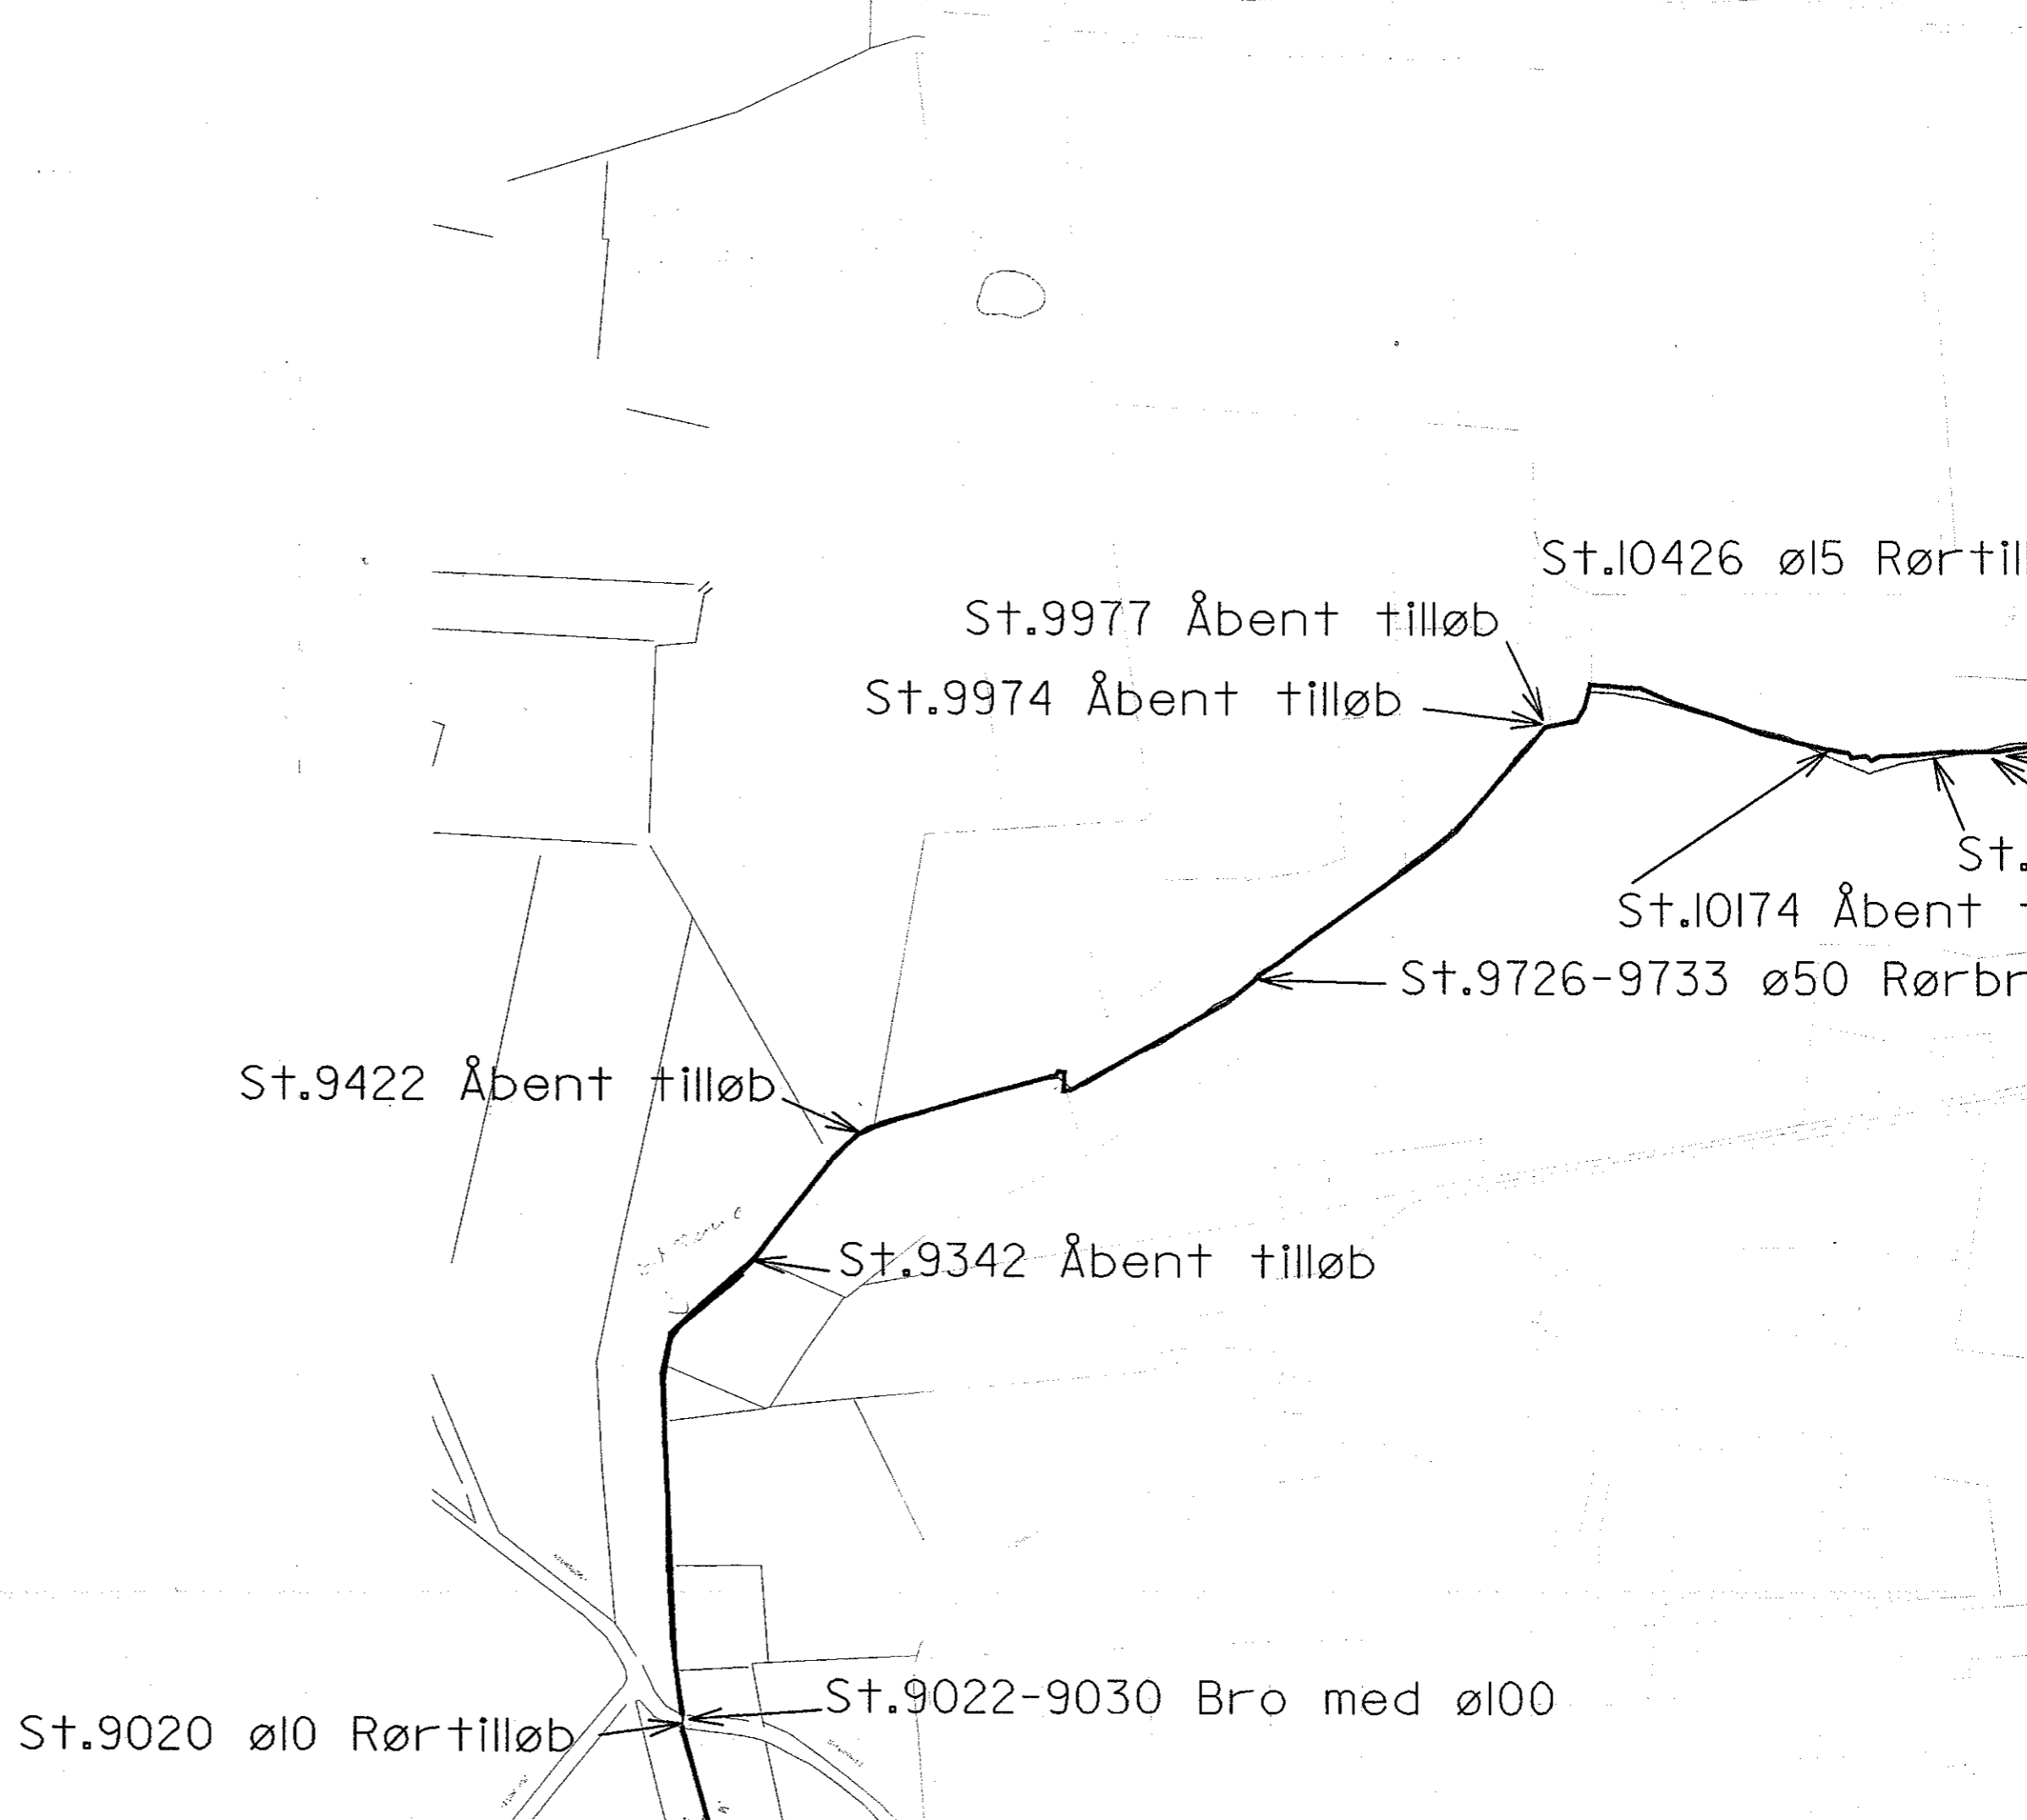 St.10426 ø15 Rørtill
St.9977 Åbent tilløb
St.9974 Åbent tilløb
St.
St.10174 Åbent t
St.9726-9733 ø50 Rørbr
St.9422 Åbent tilløb
St.9342 Åbent tilløb
St.9022-9030 Bro med ø100
St.9020 ø10 Rørtilløb